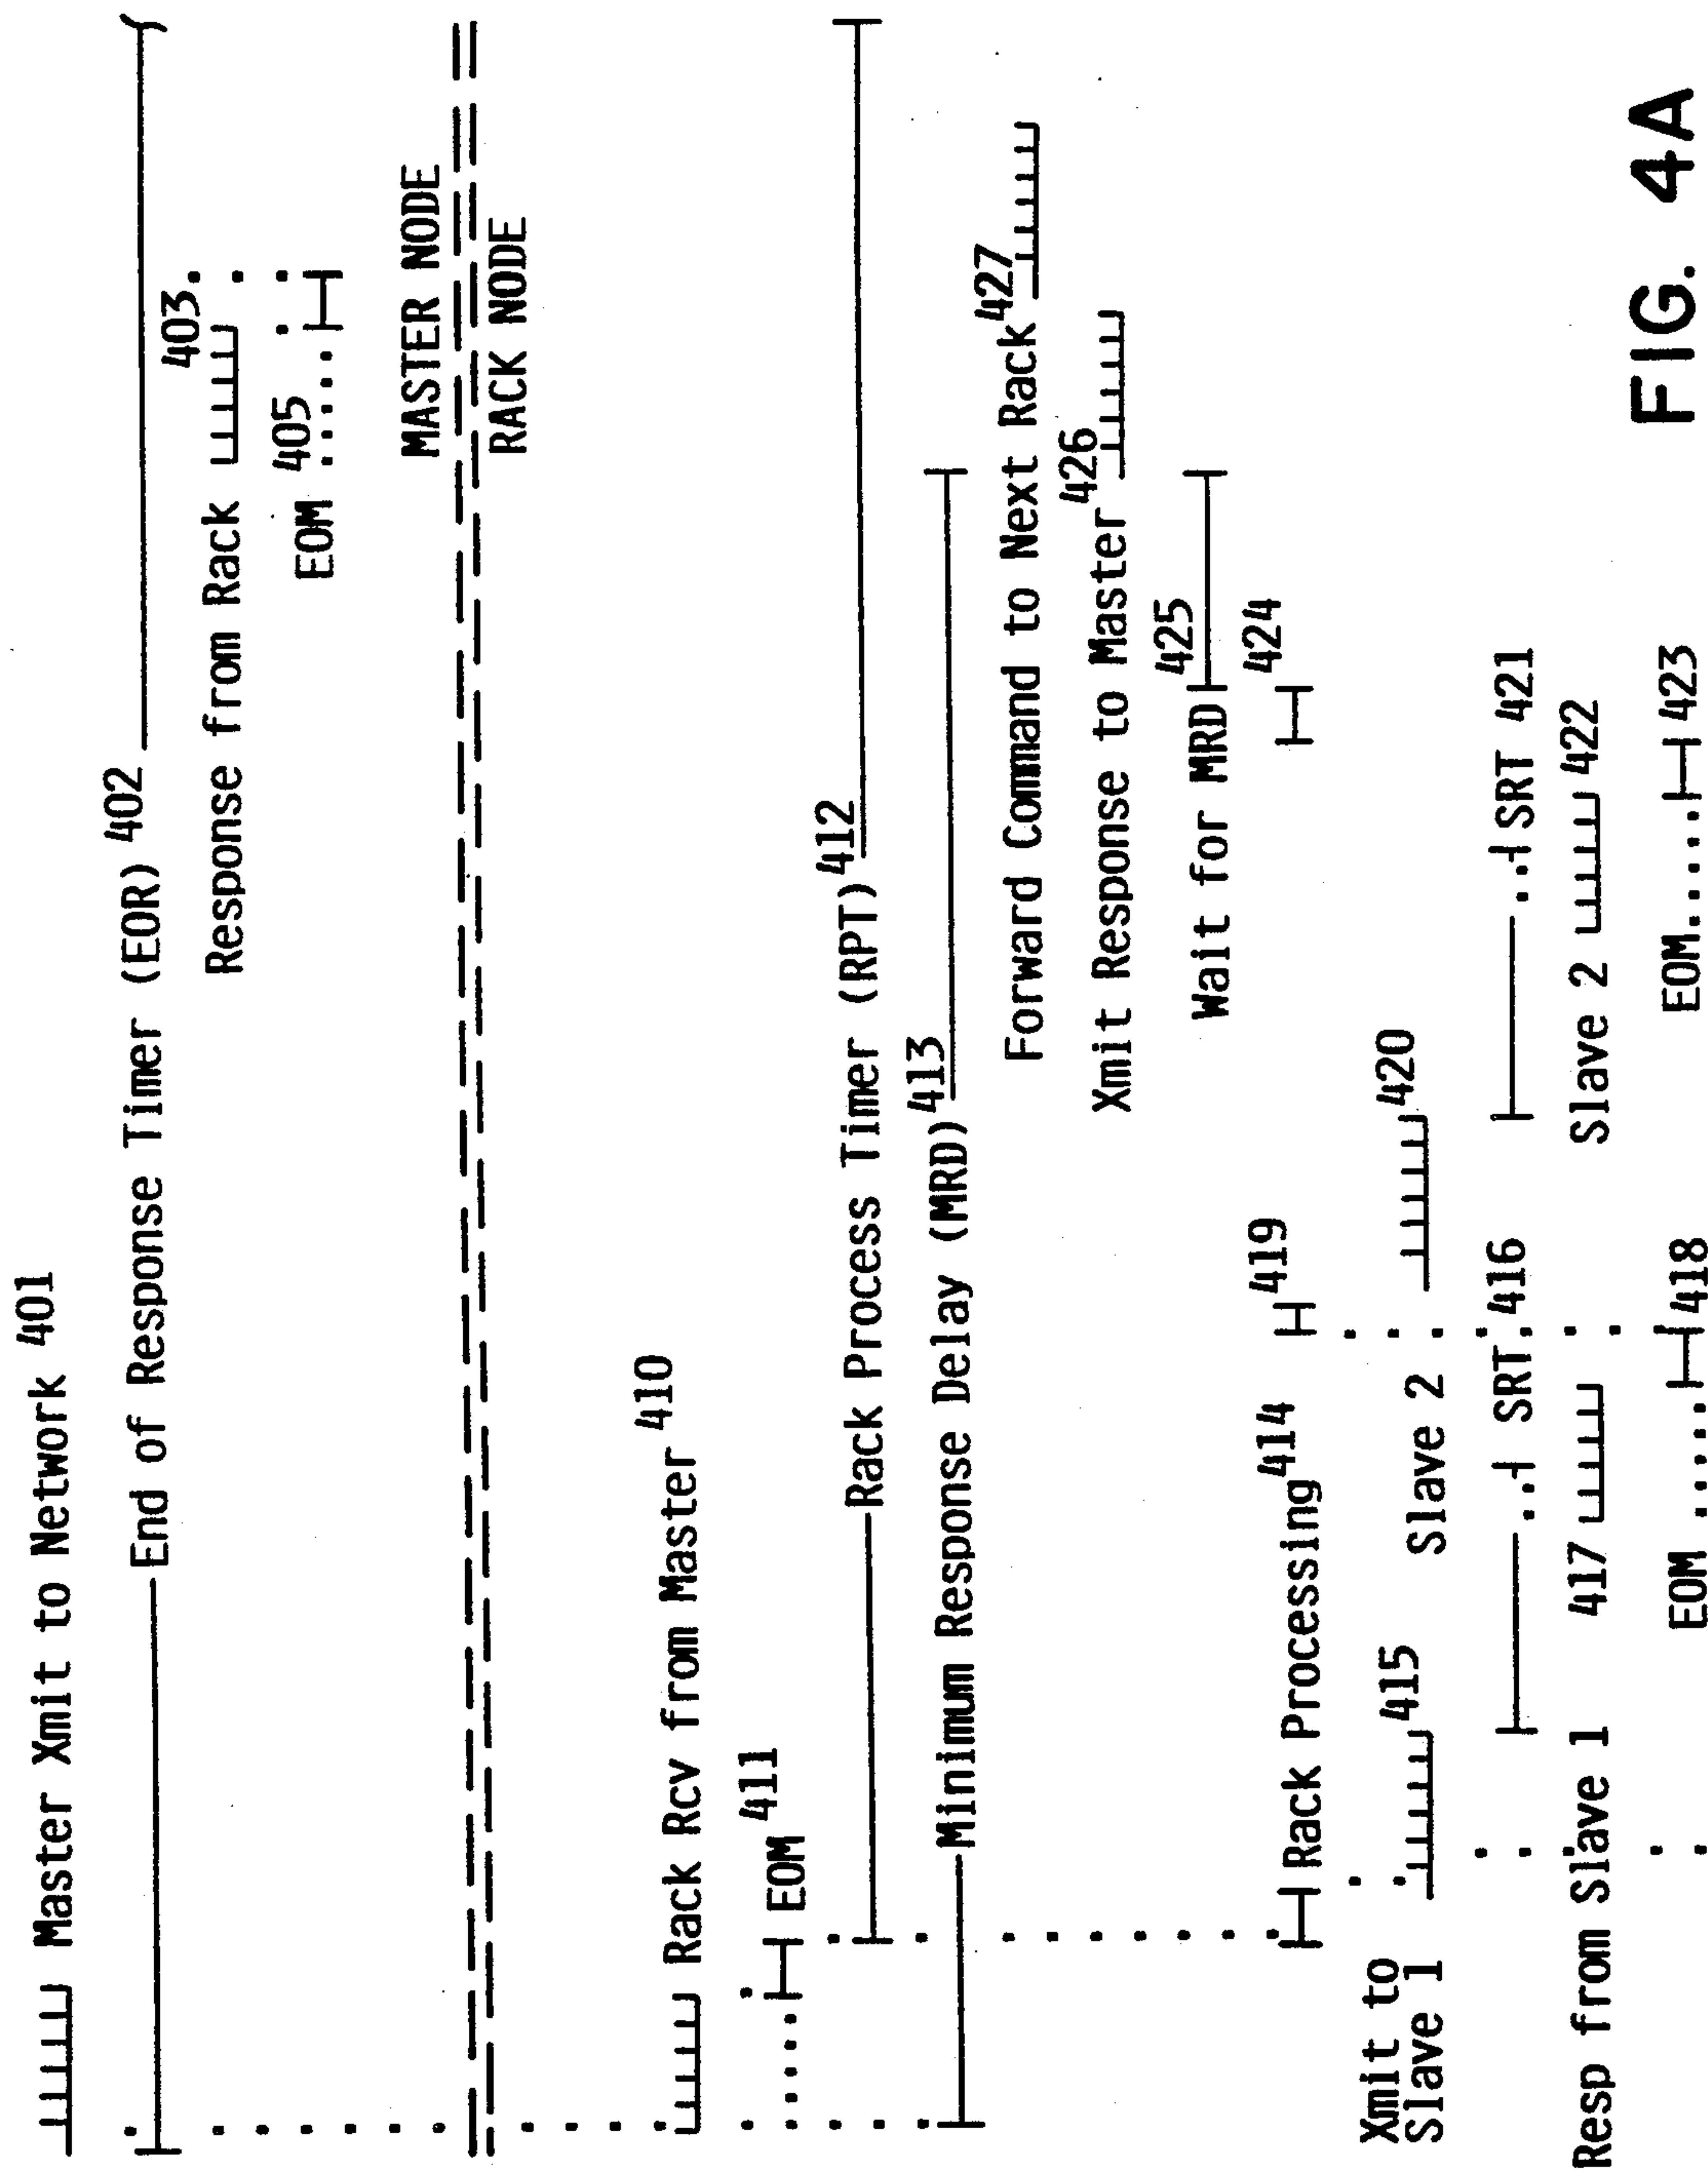 Master Xmit to Network 401
End of Response Timer (EOR) 402
403
Response from Rack
EOM 405
MASTER NODE
RACK NODE
Rack Rcv from Master 410
EOM 411
Rack Process Timer (RPT) 412
Minimum Response Delay (MRD) 413
Forward Command to Next Rack 427
Xmit Response to Master 426
Wait for MRD 425
Rack Processing 414
419
424
Xmit to
Slave 1
415
Slave 2
420
SRT 416
SRT 421
Resp from Slave 1
417
Slave 2
422
EOM
418
EOM
423
FIG. 4A